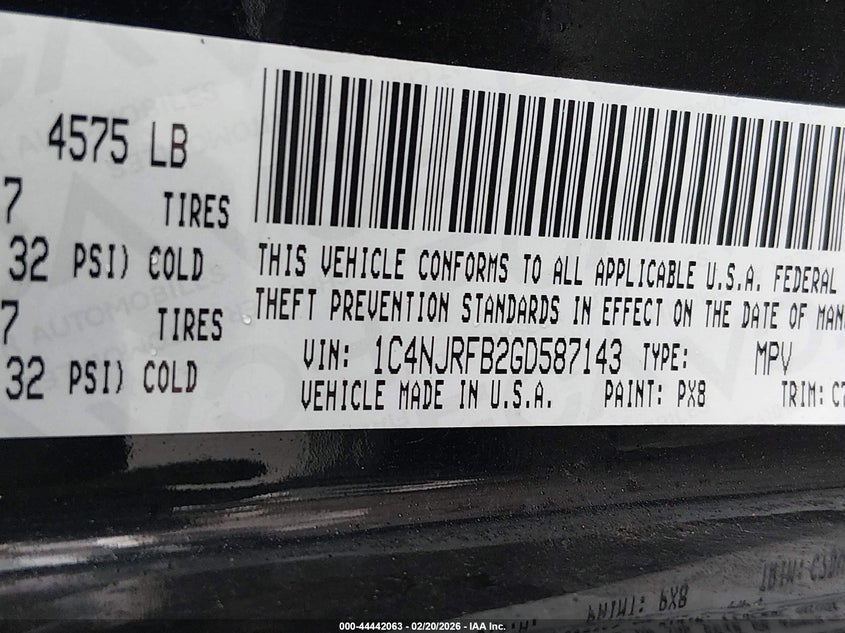 4575 LB
7 TIRES
32 PSI) COLD
7 TIRES
32 PSI) COLD
THIS VEHICLE CONFORMS TO ALL APPLICABLE U.S.A. FEDERAL
THEFT PREVENTION STANDARDS IN EFFECT ON THE DATE OF MAN
VIN: 1C4NJRFB2GD587143 TYPE: MPV
VEHICLE MADE IN U.S.A. PAINT: PX8 TRIM: C7
000-44442063 - 02/20/2026 - IAA Inc.